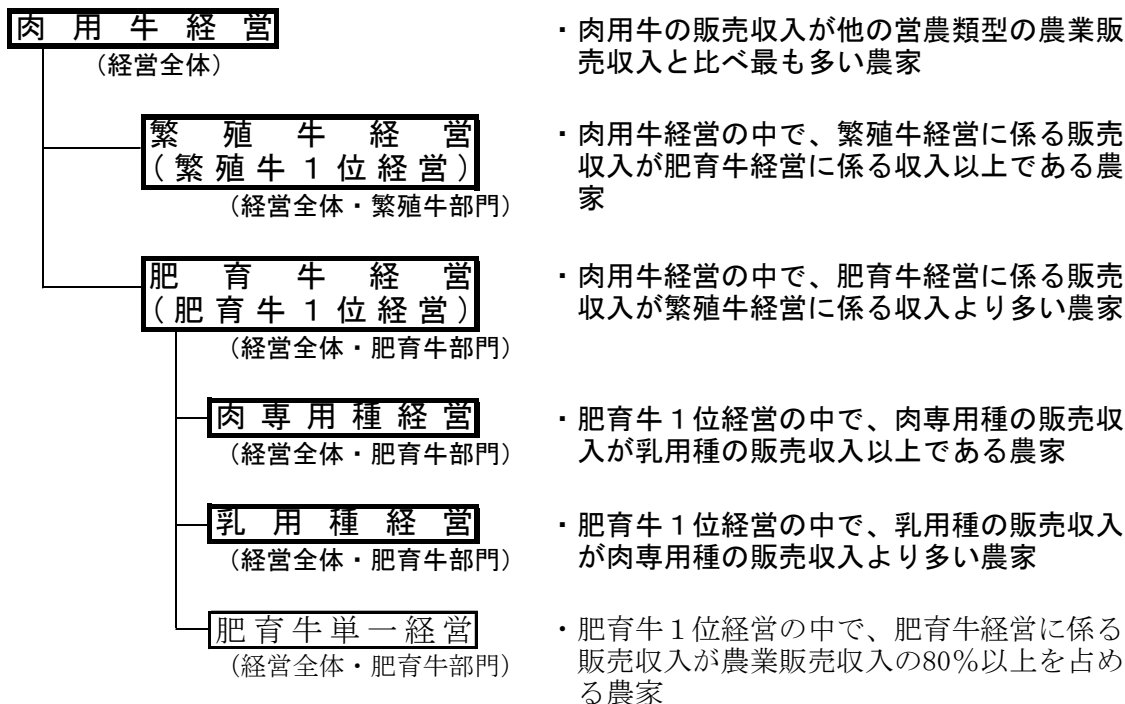 肉用牛経営
・肉用牛の販売収入が他の営農類型の農業販
売収入と比べ最も多い農家
（経営全体）
繁殖牛経営
（繁殖牛１位経営）
（経営全体・繁殖牛部門）
・肉用牛経営の中で、繁殖牛経営に係る販売
収入が肥育牛経営に係る収入以上である農
家
肥育牛経営
（肥育牛１位経営）
（経営全体・肥育牛部門）
・肉用牛経営の中で、肥育牛経営に係る販売
収入が繁殖牛経営に係る収入より多い農家
肉専用種経営
（経営全体・肥育牛部門）
・肥育牛１位経営の中で、肉専用種の販売収
入が乳用種の販売収入以上である農家
乳用種経営
（経営全体・肥育牛部門）
・肥育牛１位経営の中で、乳用種の販売収入
が肉専用種の販売収入より多い農家
肥育牛単一経営
（経営全体・肥育牛部門）
・肥育牛１位経営の中で、肥育牛経営に係る
販売収入が農業販売収入の80％以上を占め
る農家